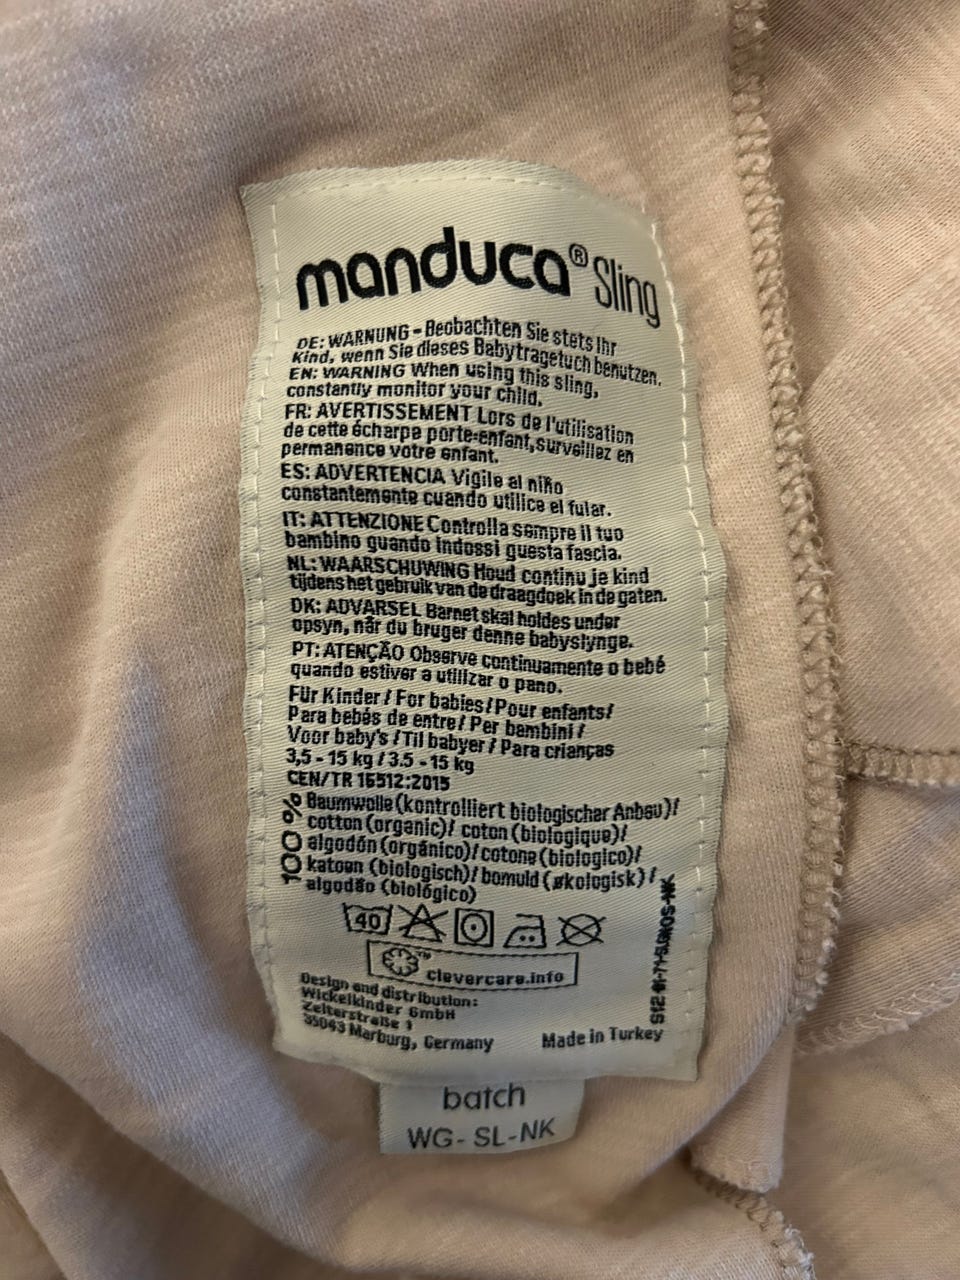 manduca® Sling
DE: WARNUNG - Beobachten Sie stets Ihr
Kind, wenn Sie dieses Babytragetuch benutzen.
EN: WARNING When using this sling,
constantly monitor your child.
FR: AVERTISSEMENT Lors de l'utilisation
de cette écharpe porte-enfant, surveillez en
permanence votre enfant.
ES: ADVERTENCIA Vigile al niño
constantemente cuando utilice el fular.
IT: ATTENZIONE Controlla sempre il tuo
bambino quando indossi questa fascia.
NL: WAARSCHUWING Houd continu je kind
tijdens het gebruik van de draagdoek in de gaten.
DK: ADVARSEL Barnet skal holdes under
opsyn, når du bruger denne babyslynge.
PT: ATENÇÃO Observe continuamente o bebé
quando estiver a utilizar o pano.
Für Kinder / For babies / Pour enfants/
Para bebés de entre/ Per bambini /
Voor baby's / Til babyer / Para crianças
3,5 - 15 kg / 3.5 - 15 kg
CEN/TR 16512:2015
100 %
Baumwolle (kontrolliert biologischer Anbau)/
cotton (organic)/ coton (biologique)/
algodón (orgánico)/ cotone (biologico)/
katoen (biologisch)/ bomuld (økologisk)/
algodão (biológico)
40
™ clevercare.info
Design and distribution:
Wickelkinder GmbH
Zeiterstraße 1
35043 Marburg, Germany
Made in Turkey
batch
WG- SL-NK